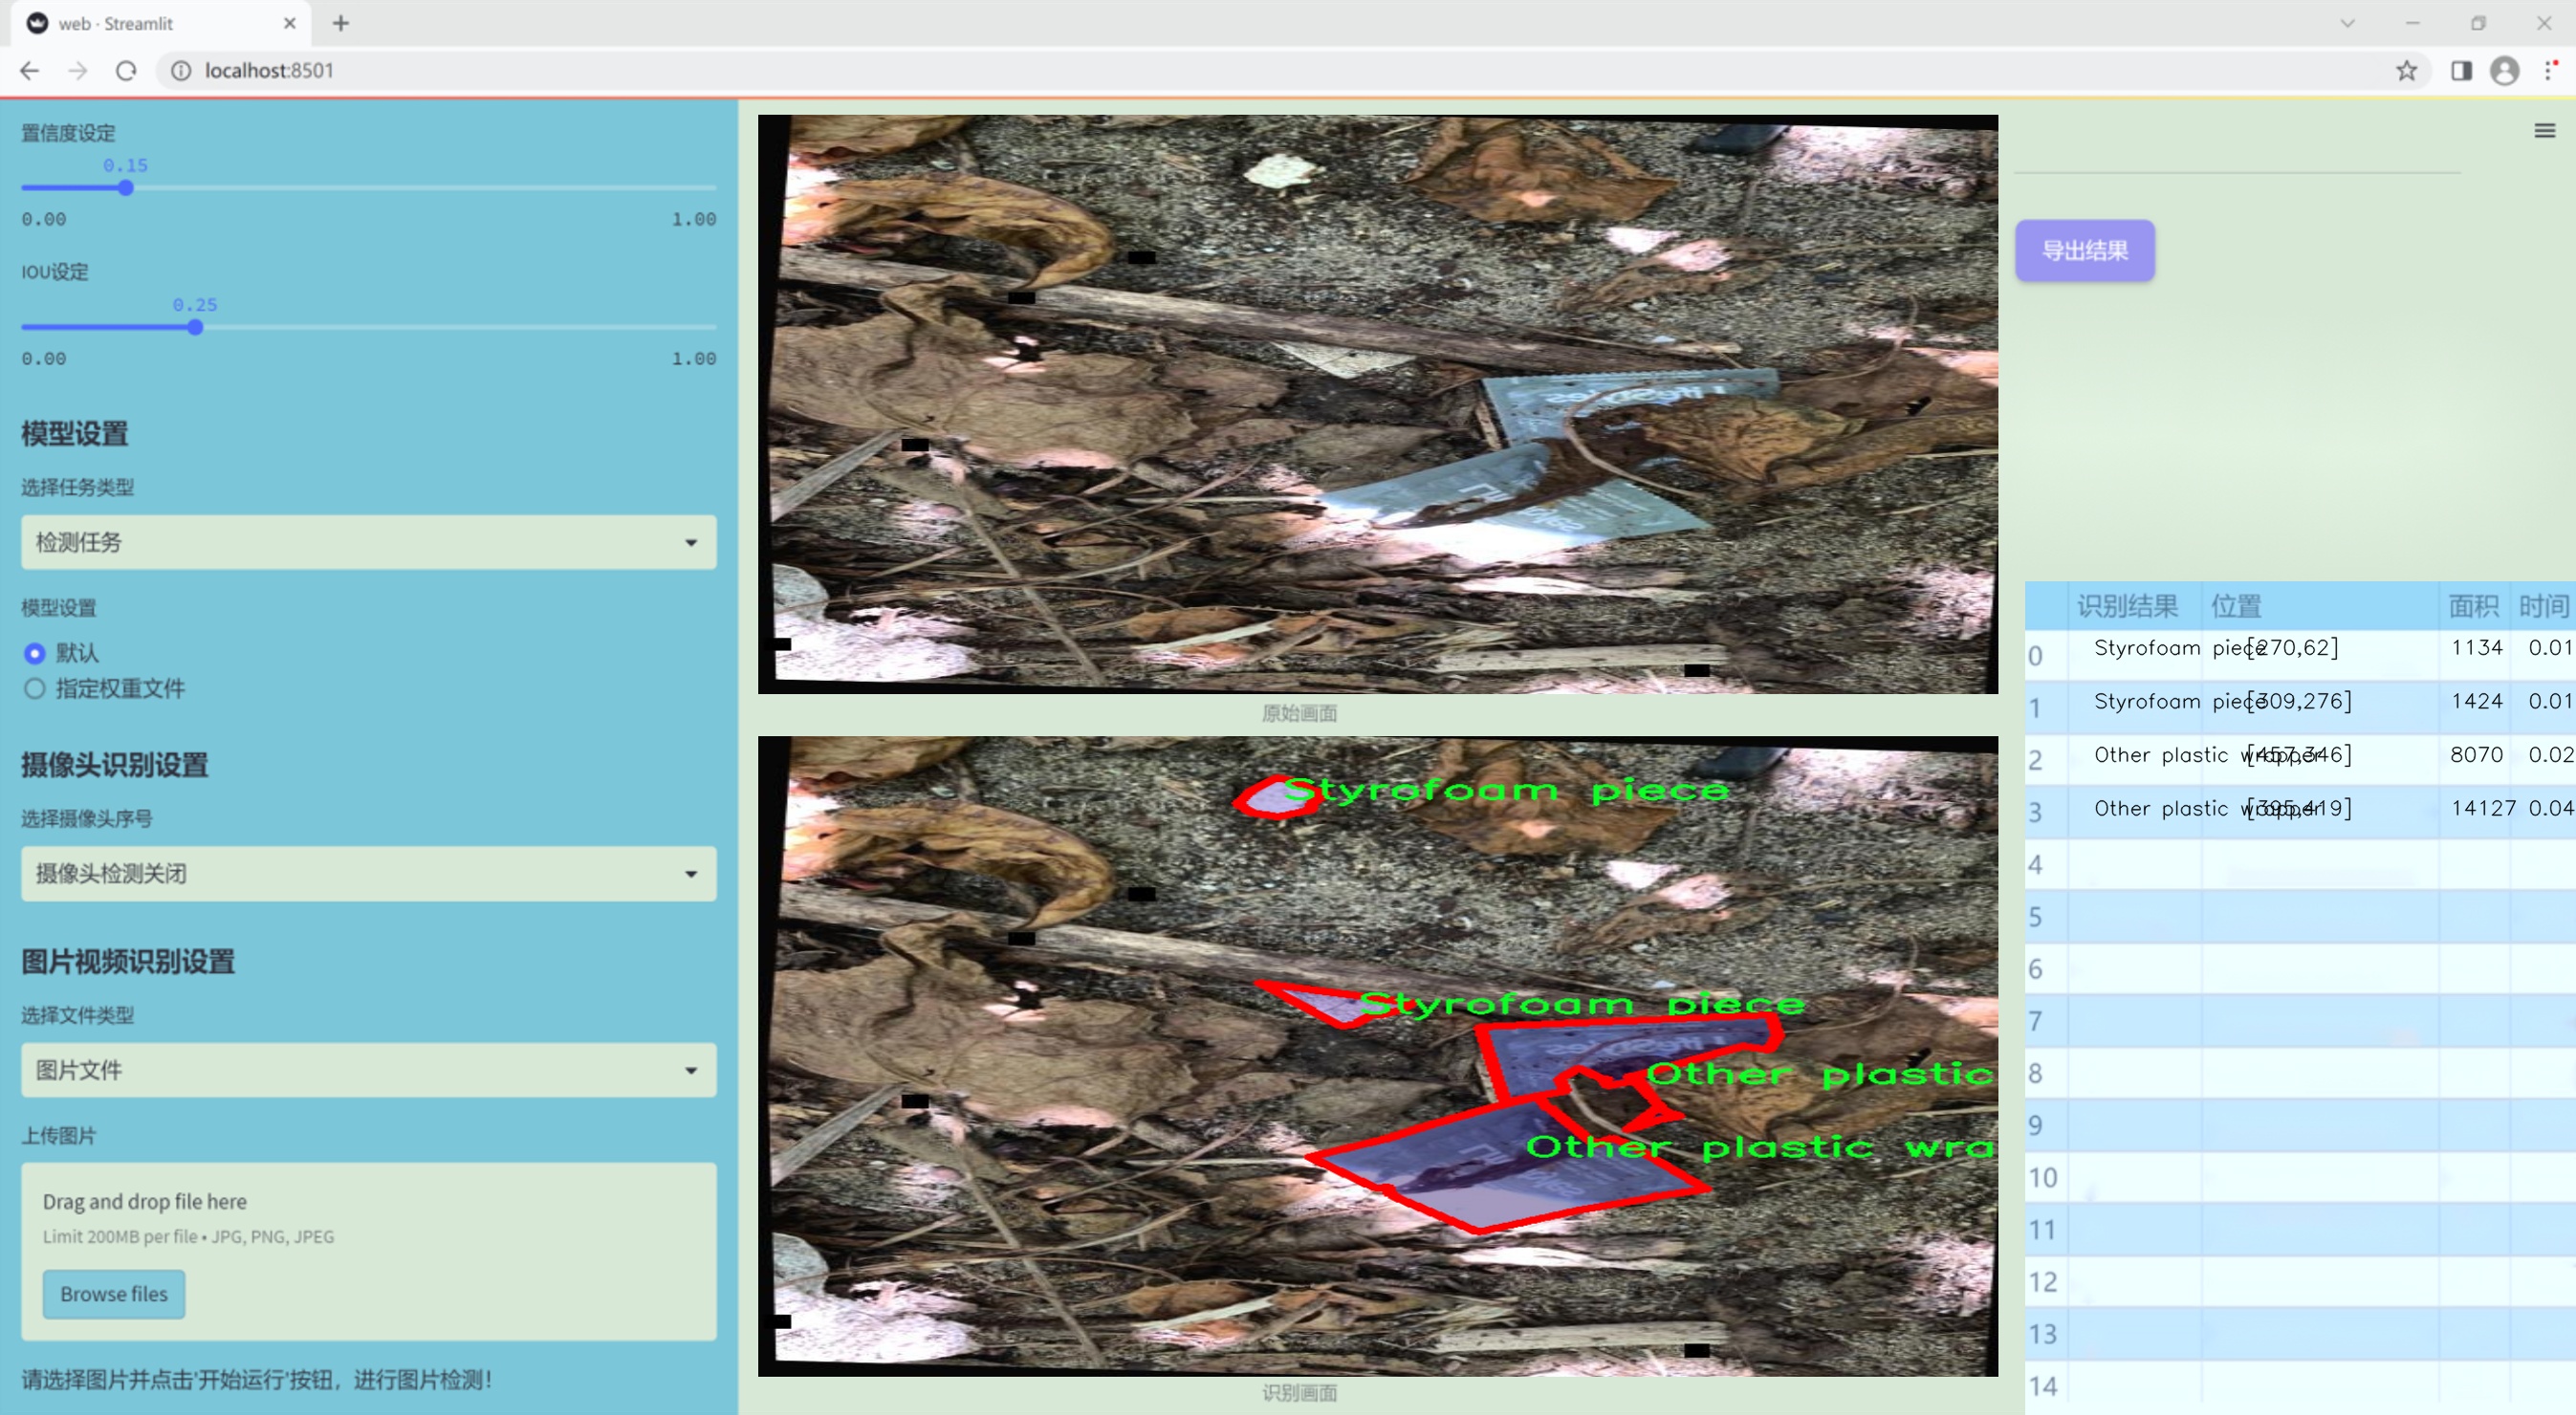 web · Streamlit
localhost:8501
置信度设定
0.15
0.00 1.00
IOU设定
0.25
0.00 1.00
模型设置
选择任务类型
检测任务
模型设置
默认
指定权重文件
摄像头识别设置
选择摄像头序号
摄像头检测关闭
图片视频识别设置
选择文件类型
图片文件
上传图片
Drag and drop file here
Limit 200MB per file • JPG, PNG, JPEG
Browse files
请选择图片并点击'开始运行'按钮，进行图片检测!
原始画面
Styrofoam piece
Styrofoam piece
Other plastic
Other plastic wra
识别画面
导出结果
识别结果 位置 面积 时间
0 Styrofoam piece [270,62] 1134 0.01
1 Styrofoam piece [309,276] 1424 0.01
2 Other plastic wrapper [457,346] 8070 0.02
3 Other plastic wrapper [395,419] 14127 0.04
4
5
6
7
8
9
10
11
12
13
14